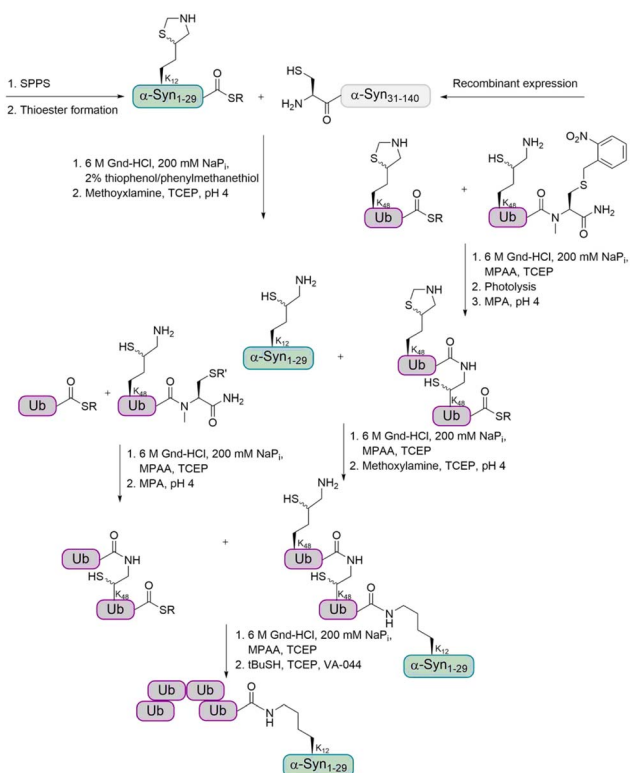 NH
S
K12
1. SPPS
2. Thioester formation
α-Syn1-29
O
SR
+
HS
H2N
O
α-Syn31-140
Recombinant expression
1. 6 M Gnd-HCl, 200 mM NaPi,
2% thiophenol/phenylmethanethiol
2. Methoyxlamine, TCEP, pH 4
NH
S
K48
Ub
O
SR
+
NH2
HS
K48
Ub
O
N
O2N
S
NH2
O
1. 6 M Gnd-HCl, 200 mM NaPi,
MPAA, TCEP
2. Photolysis
3. MPA, pH 4
NH2
HS
K12
α-Syn1-29
+
NH
S
K48
Ub
O
NH
HS
K48
Ub
O
SR
Ub
O
SR
+
NH2
HS
K48
Ub
O
N
SR'
NH2
O
1. 6 M Gnd-HCl, 200 mM NaPi,
MPAA, TCEP
2. MPA, pH 4
1. 6 M Gnd-HCl, 200 mM NaPi,
MPAA, TCEP
2. Methoxylamine, TCEP, pH 4
Ub
O
NH
HS
K48
Ub
O
SR
+
NH2
HS
K48
Ub
O
NH
HS
K48
Ub
O
N
H
K12
α-Syn1-29
1. 6 M Gnd-HCl, 200 mM NaPi,
MPAA, TCEP
2. tBuSH, TCEP, VA-044
Ub
Ub
Ub
Ub
O
N
H
K12
α-Syn1-29